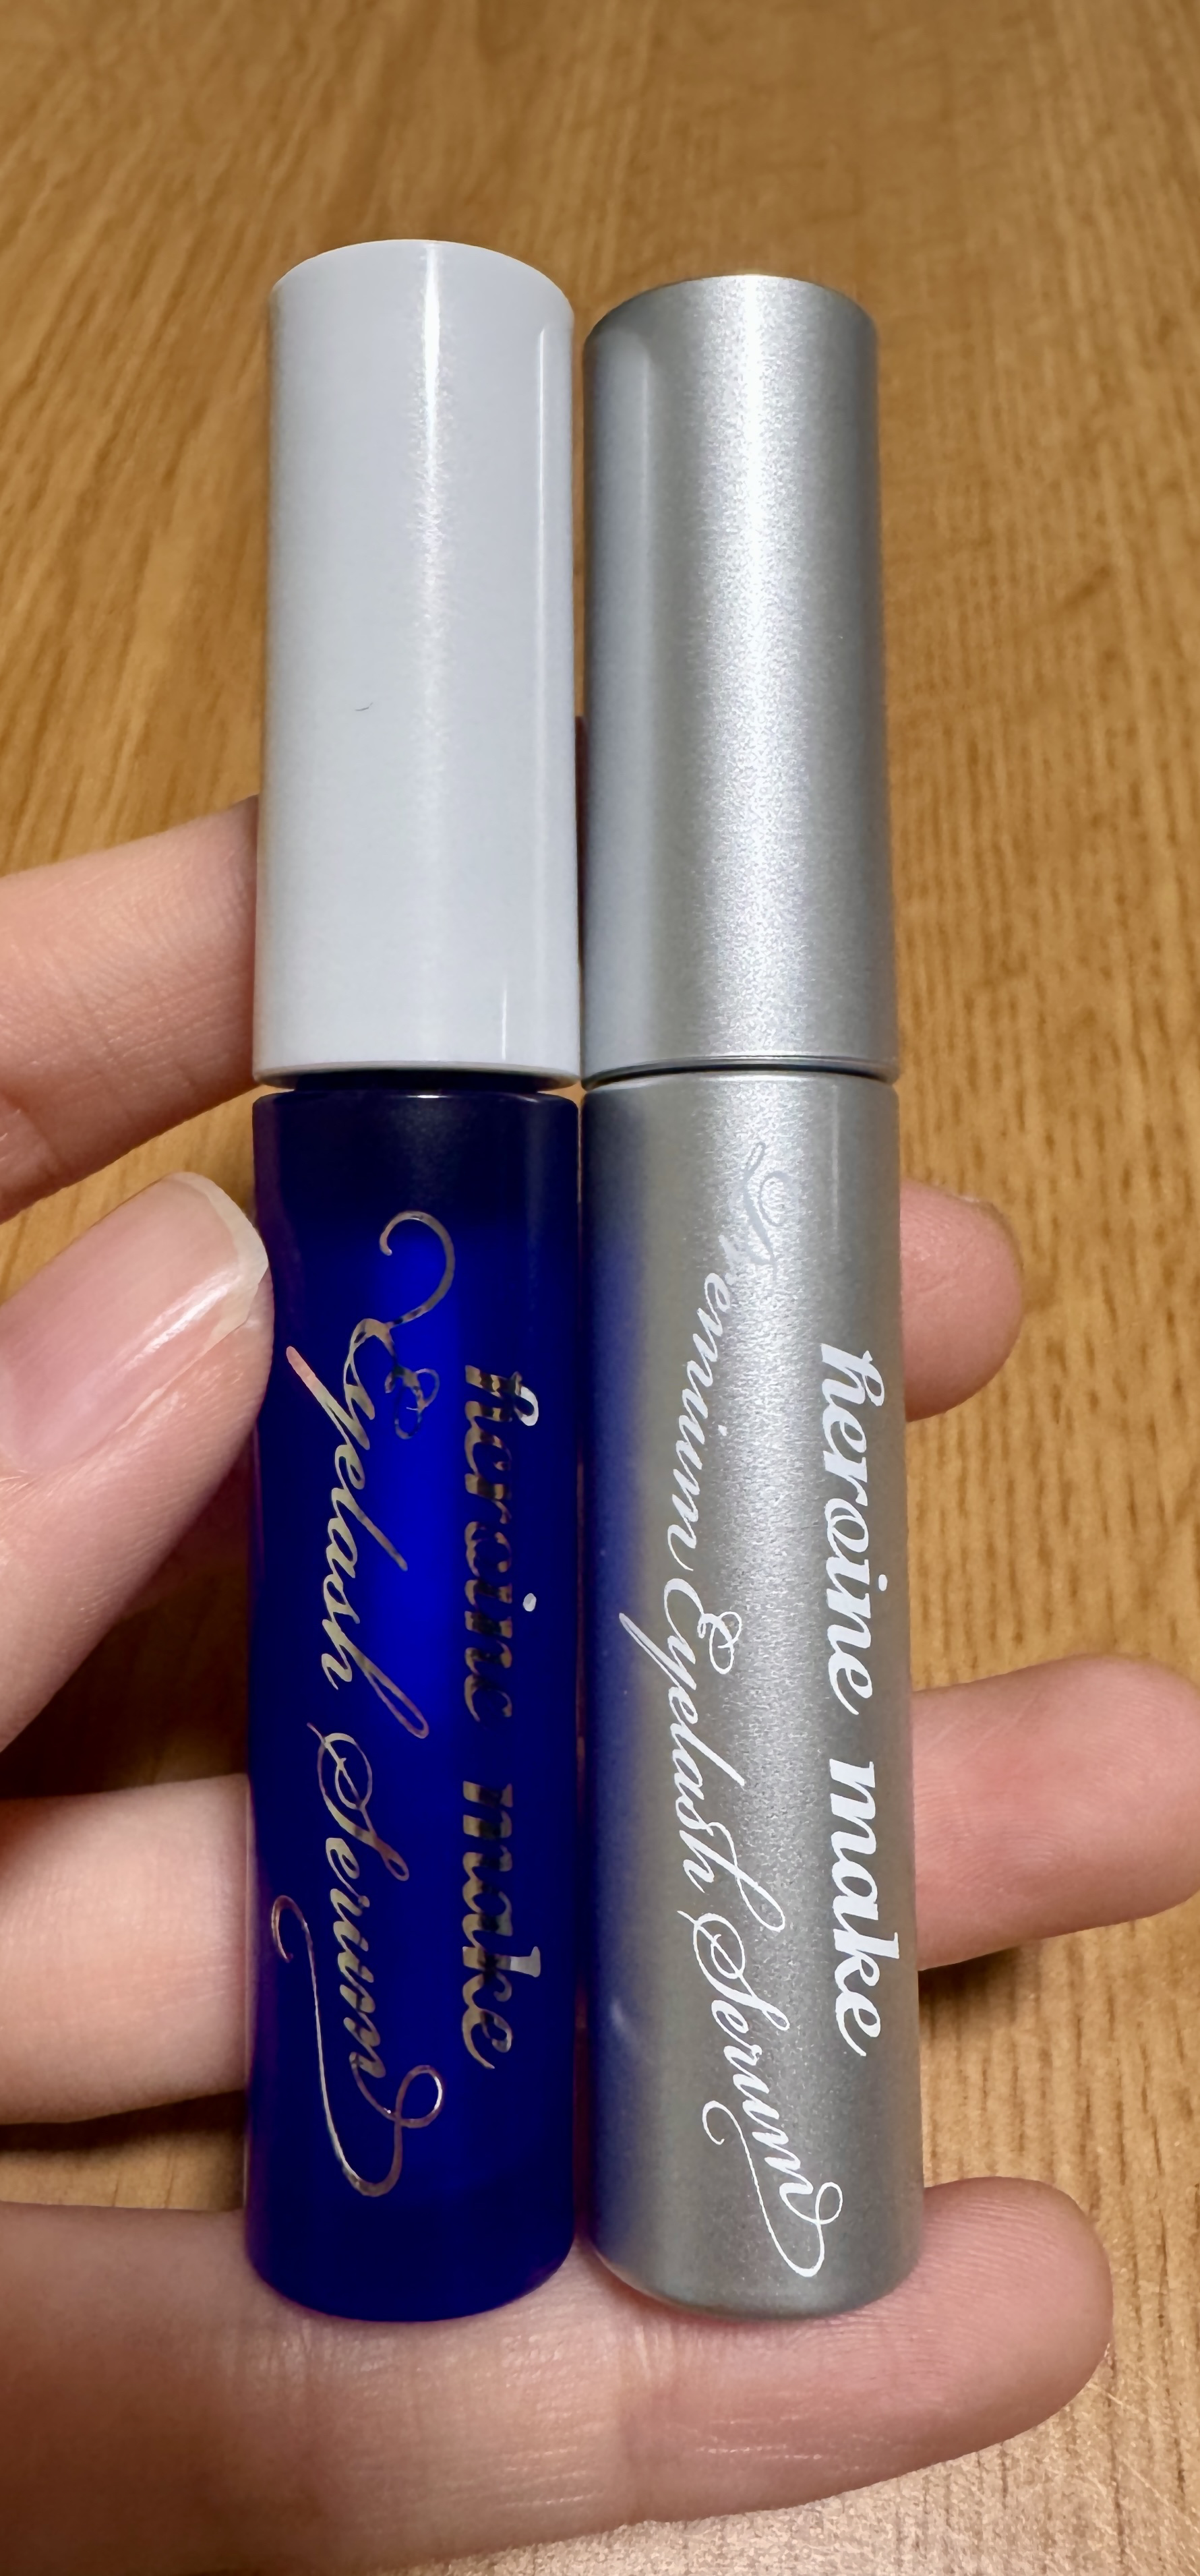 heroine make
Eyelash Serum
heroine make
Premium Eyelash Serum